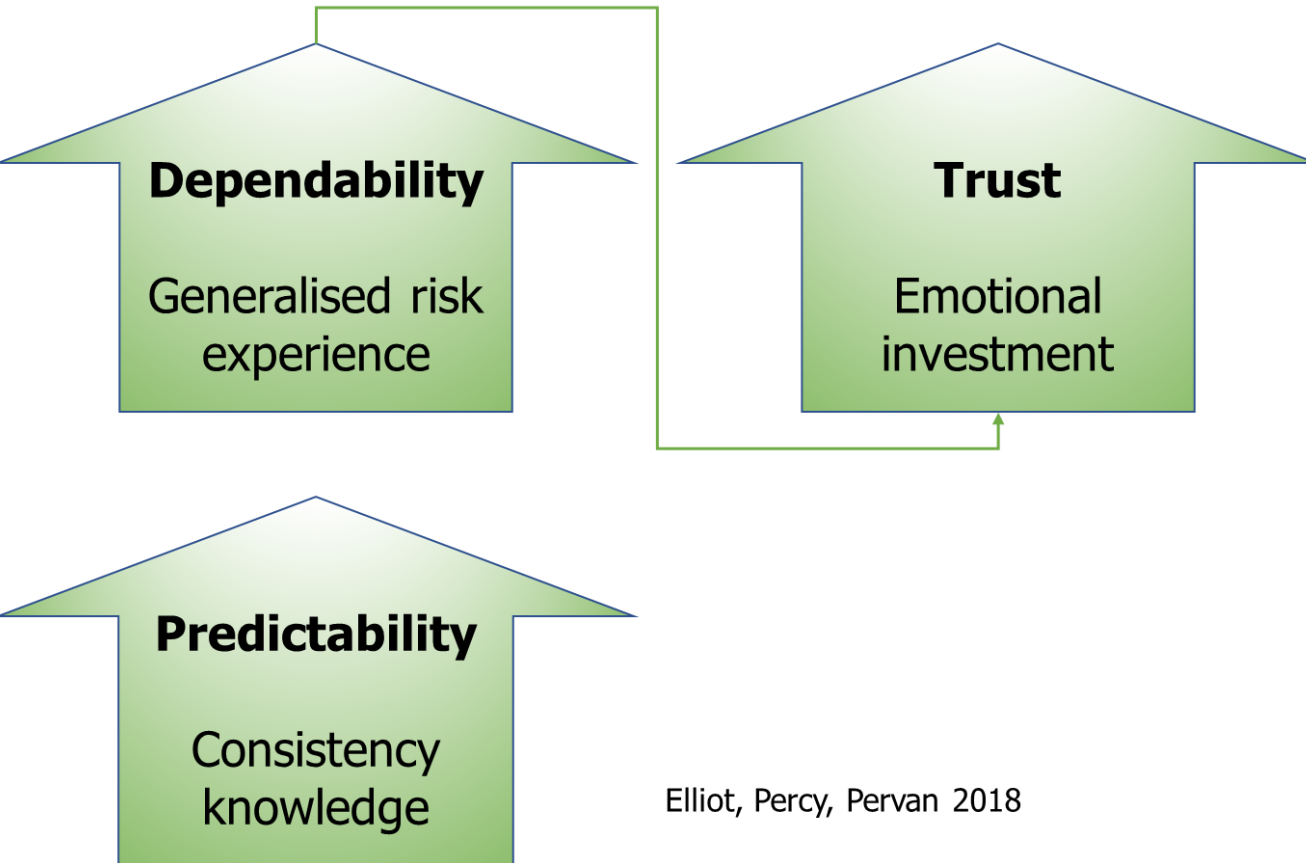 Dependability
Generalised risk
experience
Trust
Emotional
investment
Predictability
Consistency
knowledge
Elliot, Percy, Pervan 2018